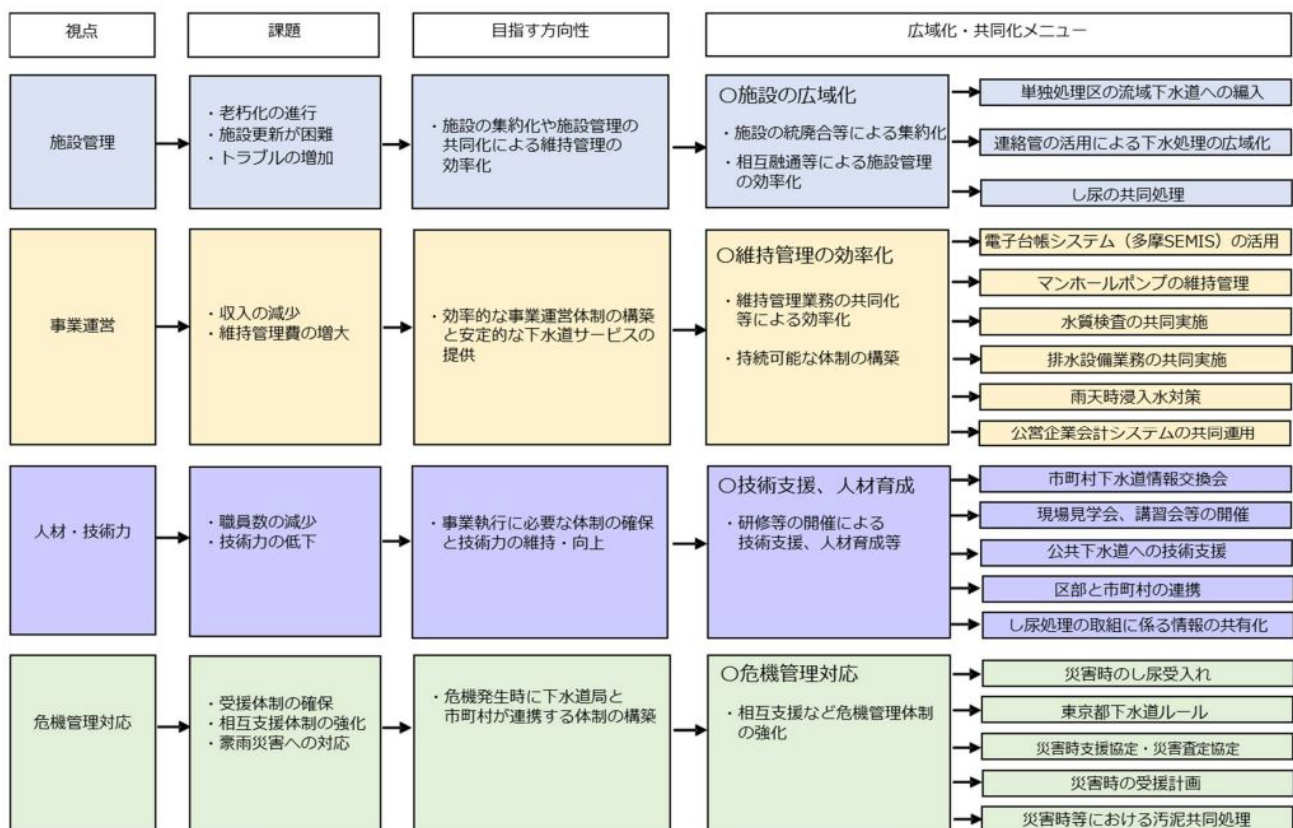 視点
課題
目指す方向性
広域化・共同化メニュー
施設管理
・老朽化の進行
・施設更新が困難
・トラブルの増加
・施設の集約化や施設管理の
共同化による維持管理の
効率化
○施設の広域化
・施設の統廃合等による集約化
・相互融通等による施設管理
の効率化
単独処理区の流域下水道への編入
連絡管の活用による下水処理の広域化
し尿の共同処理
事業運営
・収入の減少
・維持管理費の増大
・効率的な事業運営体制の構築
と安定的な下水道サービスの
提供
○維持管理の効率化
・維持管理業務の共同化
等による効率化
・持続可能な体制の構築
電子台帳システム（多摩SEMIS）の活用
マンホールポンプの維持管理
水質検査の共同実施
排水設備業務の共同実施
雨天時浸入水対策
公営企業会計システムの共同運用
人材・技術力
・職員数の減少
・技術力の低下
・事業執行に必要な体制の確保
と技術力の維持・向上
○技術支援、人材育成
・研修等の開催による
技術支援、人材育成等
市町村下水道情報交換会
現場見学会、講習会等の開催
公共下水道への技術支援
区部と市町村の連携
し尿処理の取組に係る情報の共有化
危機管理対応
・受援体制の確保
・相互支援体制の強化
・豪雨災害への対応
・危機発生時に下水道局と
市町村が連携する体制の構築
○危機管理対応
・相互支援など危機管理体制
の強化
災害時のし尿受入れ
東京都下水道ルール
災害時支援協定・災害査定協定
災害時の受援計画
災害時等における汚泥共同処理